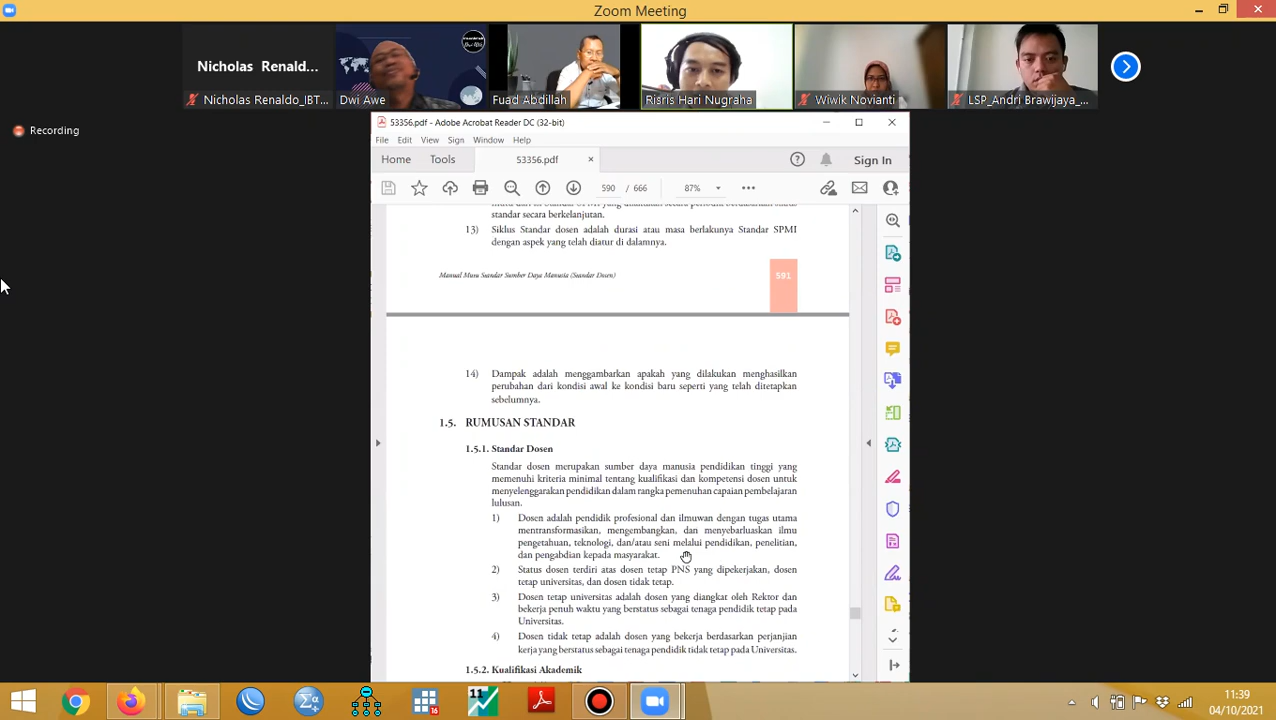 Zoom Meeting
Nicholas Renaldo...
Nicholas Renaldo_IBT...
Dwi Awe
Fuad Abdillah
Risris Hari Nugraha
Wiwik Novianti
LSP_Andri Brawijaya_...
Recording
53356.pdf - Adobe Acrobat Reader DC (32-bit)
File Edit View Sign Window Help
Home Tools 53356.pdf × Sign In
590 / 666 87%
standar secara berkelanjutan.
13) Siklus Standar dosen adalah durasi atau masa berlakunya Standar SPMI
dengan aspek yang telah diatur di dalamnya.
Manual Mutu Standar Sumber Daya Manusia (Standar Dosen)
591
14) Dampak adalah menggambarkan apakah yang dilakukan menghasilkan
perubahan dari kondisi awal ke kondisi baru seperti yang telah ditetapkan
sebelumnya.
1.5. RUMUSAN STANDAR
1.5.1. Standar Dosen
Standar dosen merupakan sumber daya manusia pendidikan tinggi yang
memenuhi kriteria minimal tentang kualifikasi dan kompetensi dosen untuk
menyelenggarakan pendidikan dalam rangka pemenuhan capaian pembelajaran
lulusan.
1) Dosen adalah pendidik profesional dan ilmuwan dengan tugas utama
mentransformasikan, mengembangkan, dan menyebarluaskan ilmu
pengetahuan, teknologi, dan/atau seni melalui pendidikan, penelitian,
dan pengabdian kepada masyarakat.
2) Status dosen terdiri atas dosen tetap PNS yang dipekerjakan, dosen
tetap universitas, dan dosen tidak tetap.
3) Dosen tetap universitas adalah dosen yang diangkat oleh Rektor dan
bekerja penuh waktu yang berstatus sebagai tenaga pendidik tetap pada
Universitas.
4) Dosen tidak tetap adalah dosen yang bekerja berdasarkan perjanjian
kerja yang berstatus sebagai tenaga pendidik tidak tetap pada Universitas.
1.5.2. Kualifikasi Akademik
11:39
04/10/2021